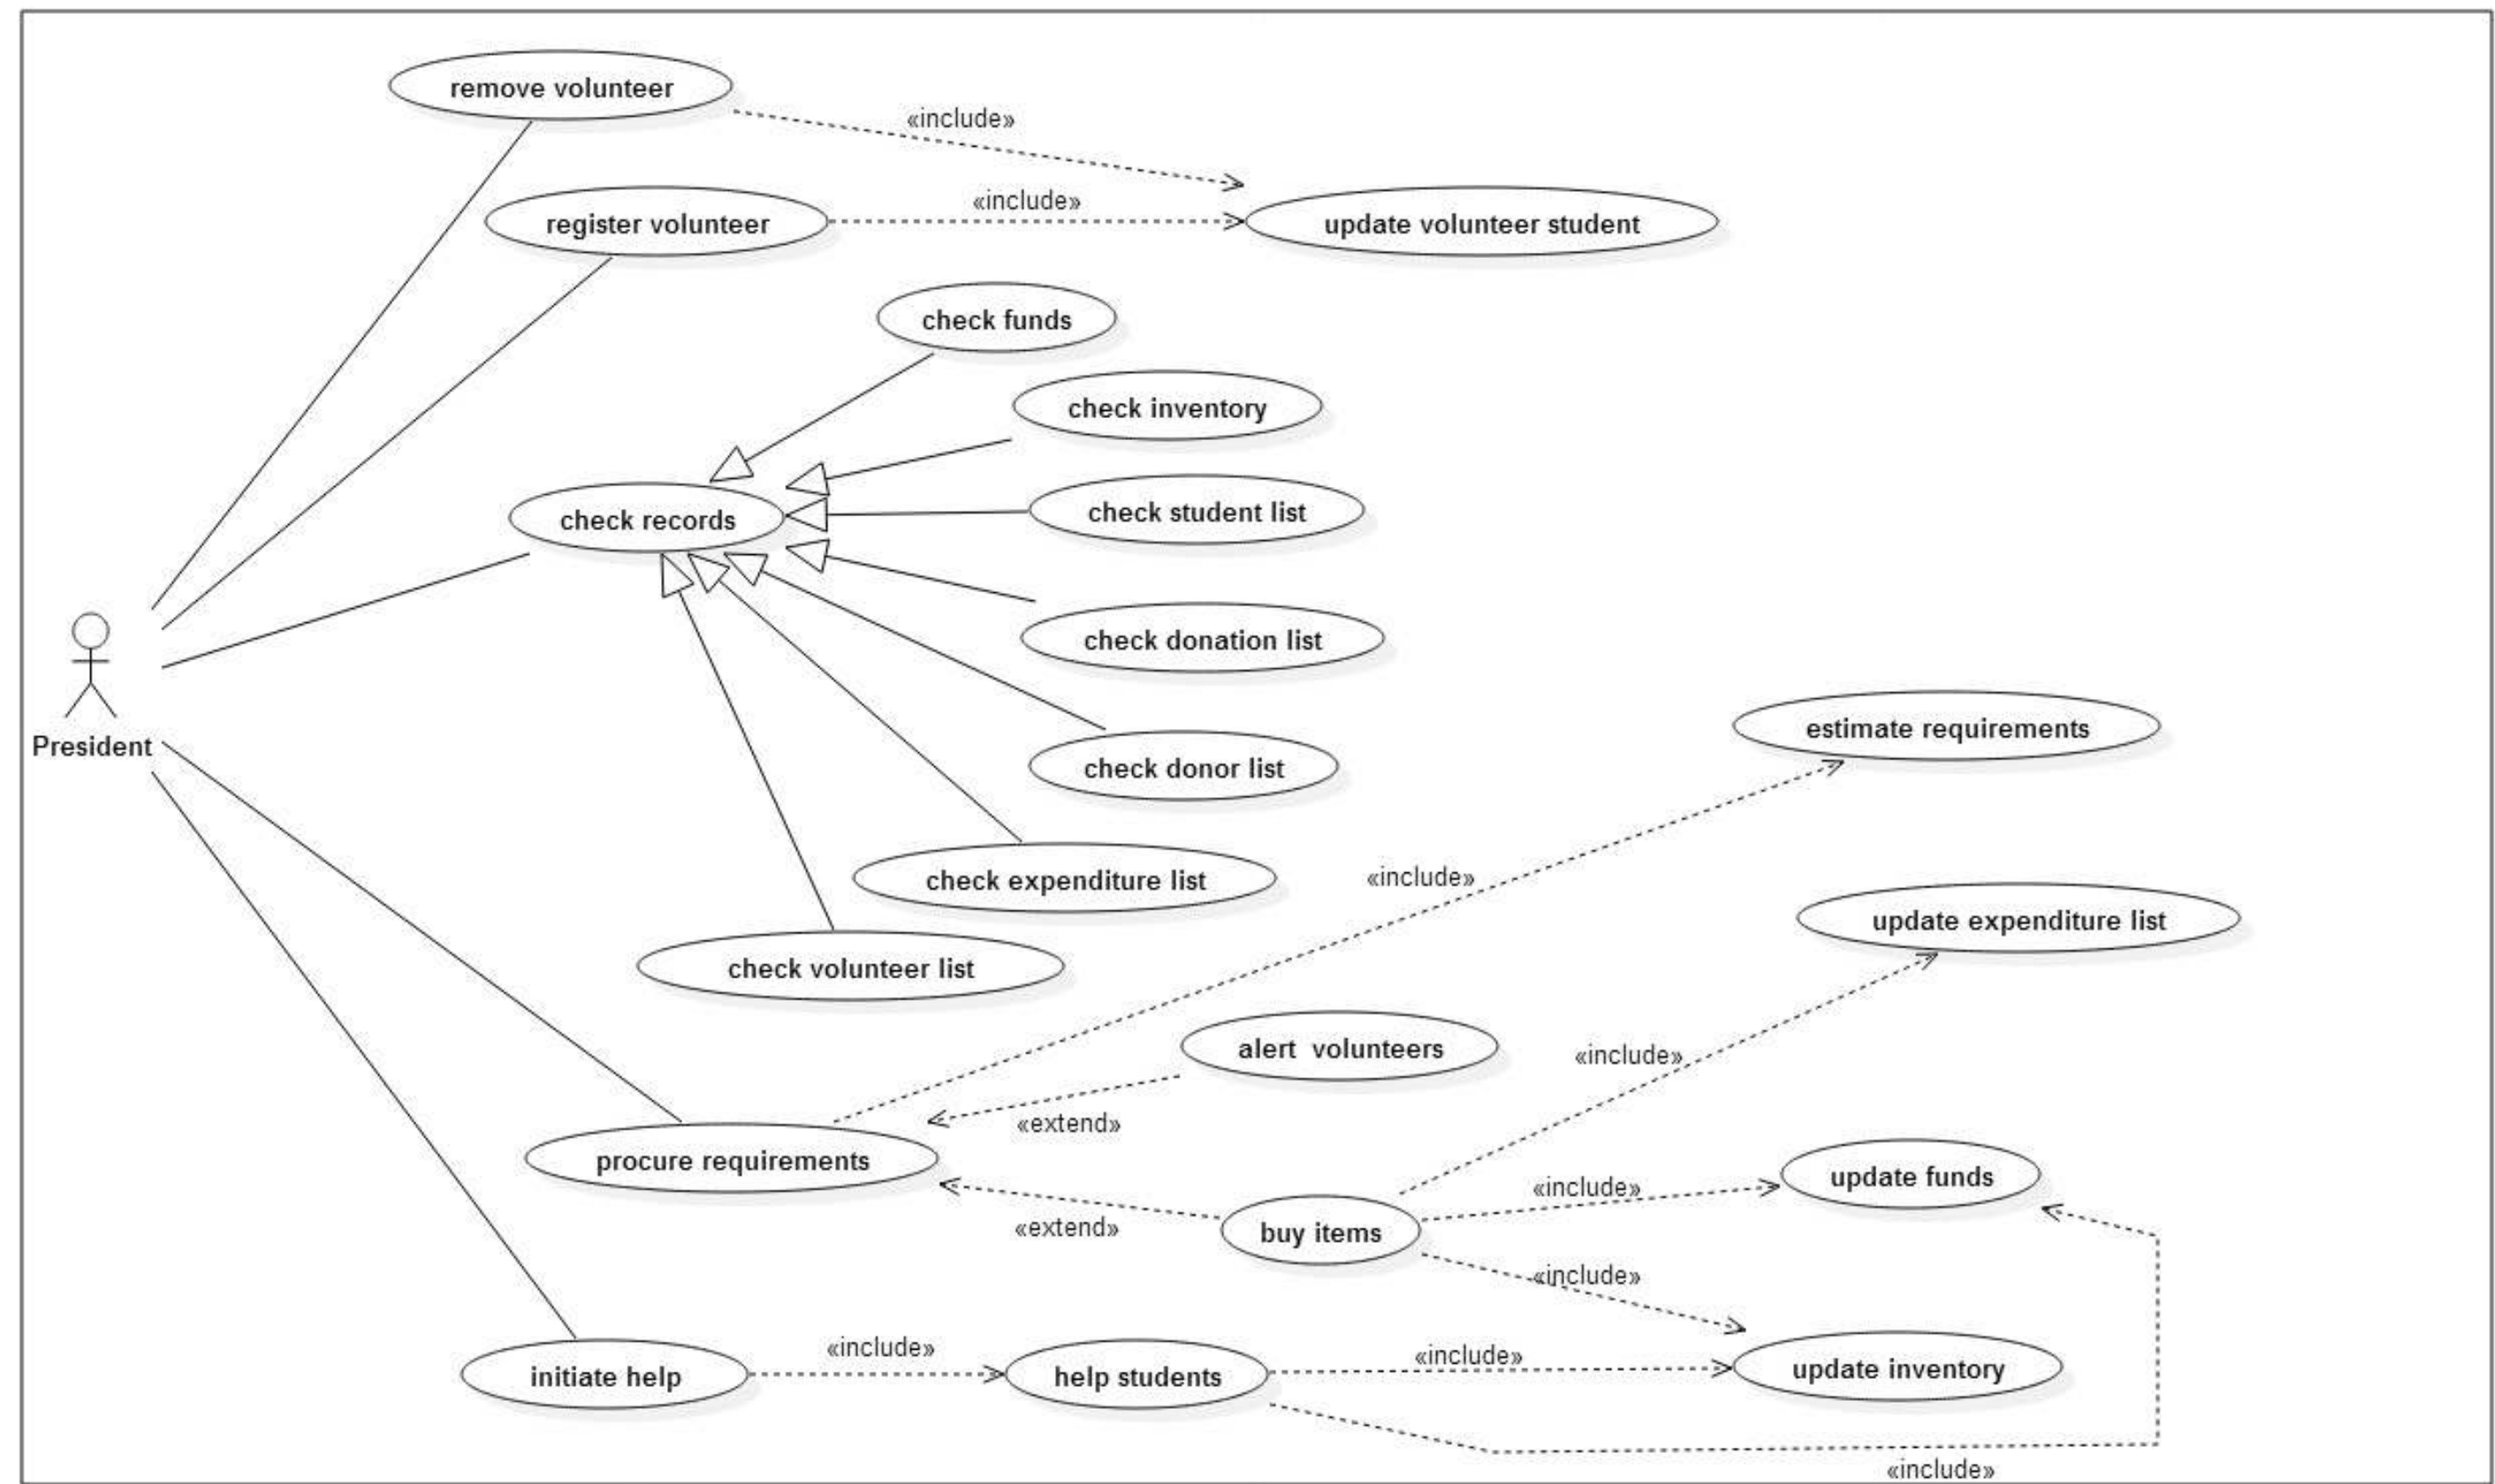 remove volunteer
«include»
«include»
register volunteer
update volunteer student
check funds
check inventory
check records
check student list
check donation list
estimate requirements
President
check donor list
«include»
check expenditure list
update expenditure list
check volunteer list
alert  volunteers
«include»
«extend»
procure requirements
update funds
«include»
«extend»
buy items
«include»
«include»
«include»
initiate help
help students
update inventory
«include»